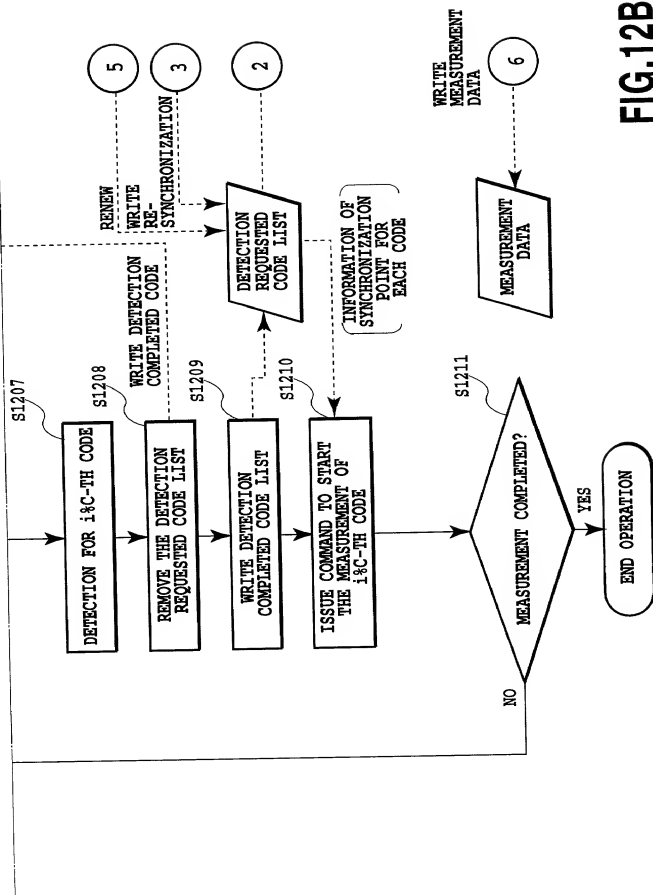 S1207
DETECTION FOR i%C-TH CODE
S1208
REMOVE THE DETECTION
REQUESTED CODE LIST
WRITE DETECTION
COMPLETED CODE
S1209
WRITE DETECTION
COMPLETED CODE LIST
S1210
ISSUE COMMAND TO START
THE MEASUREMENT OF
i%C-TH CODE
RENEW
WRITE
RE-
SYNCHRONIZATION
5
3
2
DETECTION
REQUESTED
CODE LIST
INFORMATION OF
SYNCHRONIZATION
POINT FOR
EACH CODE
S1211
MEASUREMENT COMPLETED?
NO
YES
END OPERATION
WRITE
MEASUREMENT
DATA
6
MEASUREMENT
DATA
FIG.12B